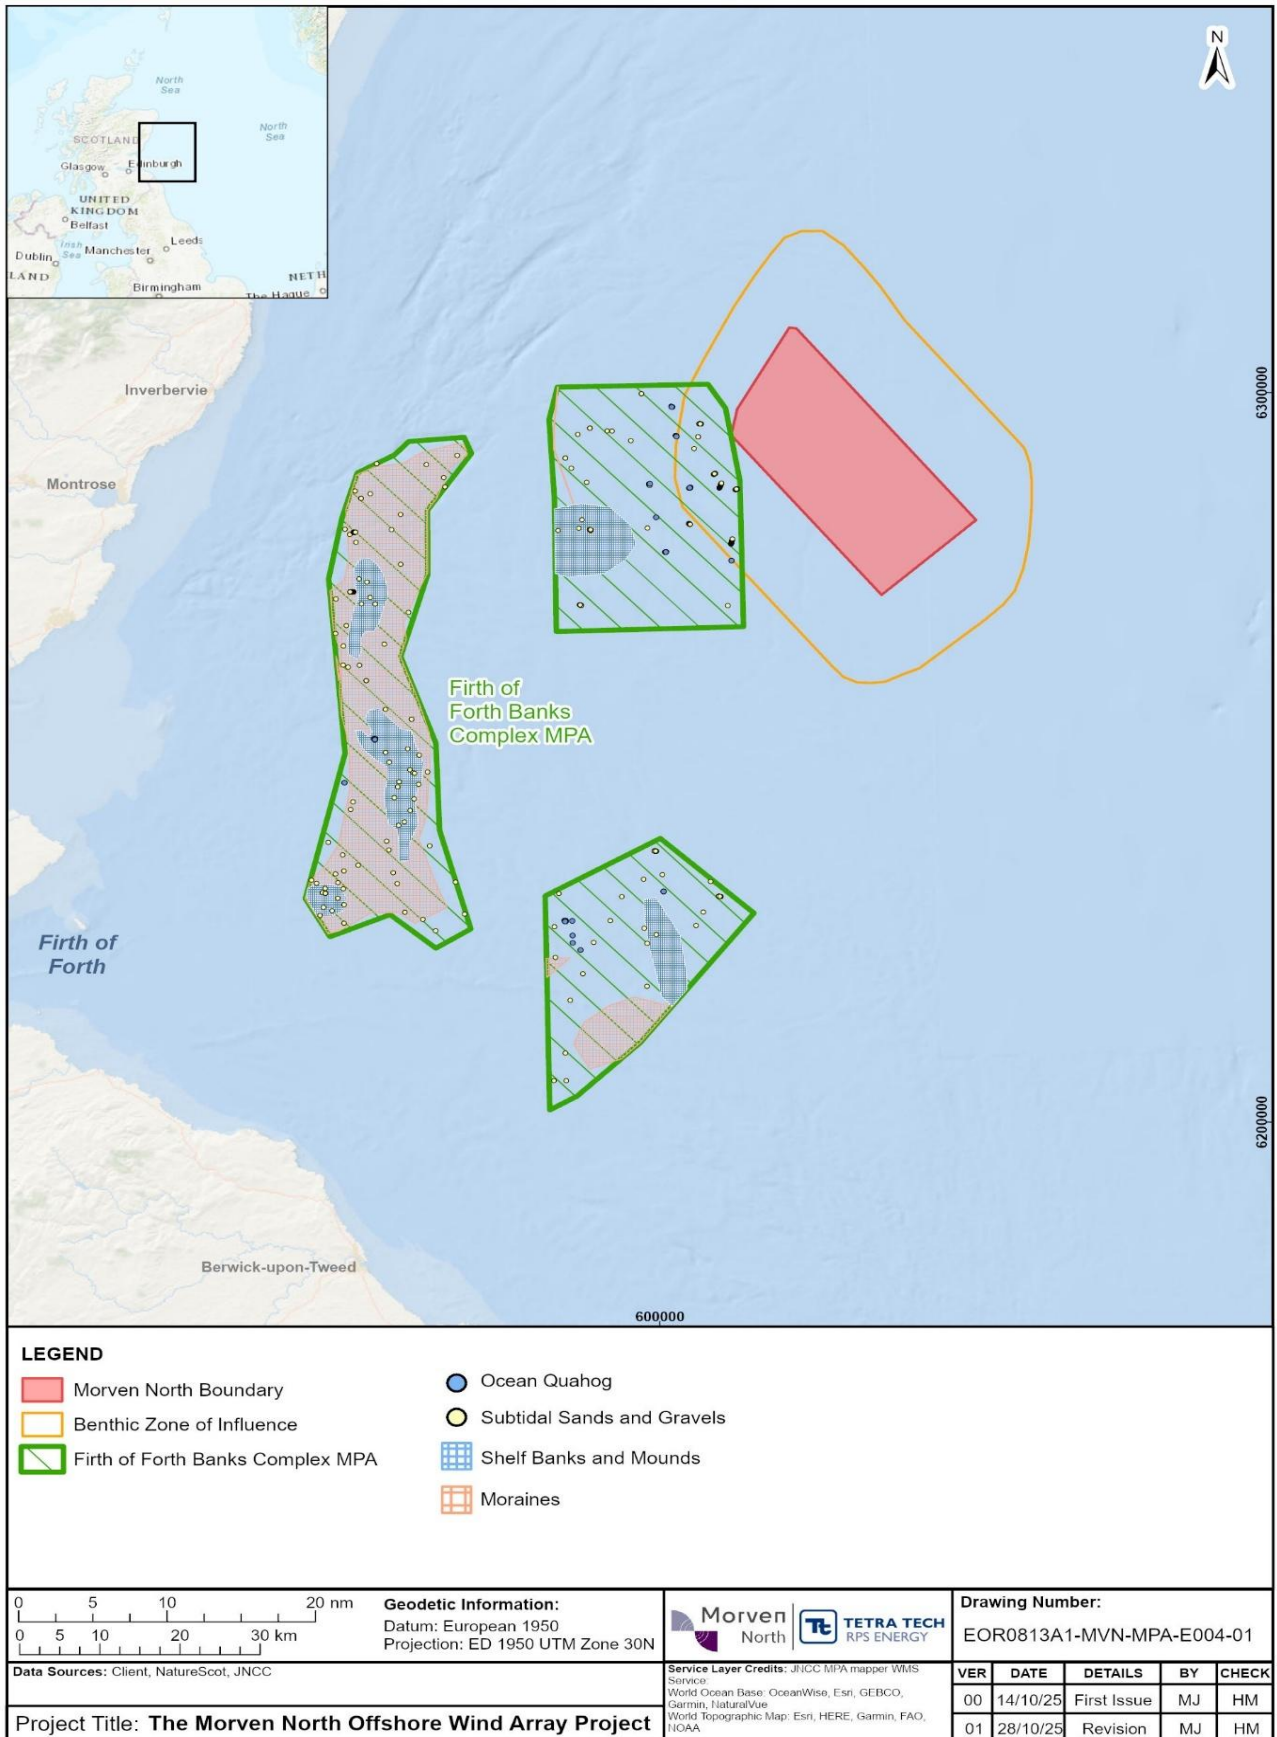 North
Sea
North
Sea
SCOTLAND
Glasgow
Edinburgh
UNITED
KINGDOM
Belfast
Irish
Sea
Leeds
Manchester
Dublin
LAND
NETH
Birmingham
The Hague
N
Inverbervie
6300000
Montrose
Firth of
Forth Banks
Complex MPA
Firth of
Forth
6200000
Berwick-upon-Tweed
600000
LEGEND
Morven North Boundary
Benthic Zone of Influence
Firth of Forth Banks Complex MPA
Ocean Quahog
Subtidal Sands and Gravels
Shelf Banks and Mounds
Moraines
0 5 10 20 nm
0 5 10 20 30 km
Geodetic Information:
Datum: European 1950
Projection: ED 1950 UTM Zone 30N
Morven
North
Tt
TETRA TECH
RPS ENERGY
Drawing Number:
EOR0813A1-MVN-MPA-E004-01
Data Sources: Client, NatureScot, JNCC
Service Layer Credits: JNCC MPA mapper WMS
Service:
World Ocean Base: OceanWise, Esri, GEBCO,
Garmin, NaturalVue
World Topographic Map: Esri, HERE, Garmin, FAO,
NOAA
VER DATE DETAILS BY CHECK
00 14/10/25 First Issue MJ HM
01 28/10/25 Revision MJ HM
Project Title: The Morven North Offshore Wind Array Project